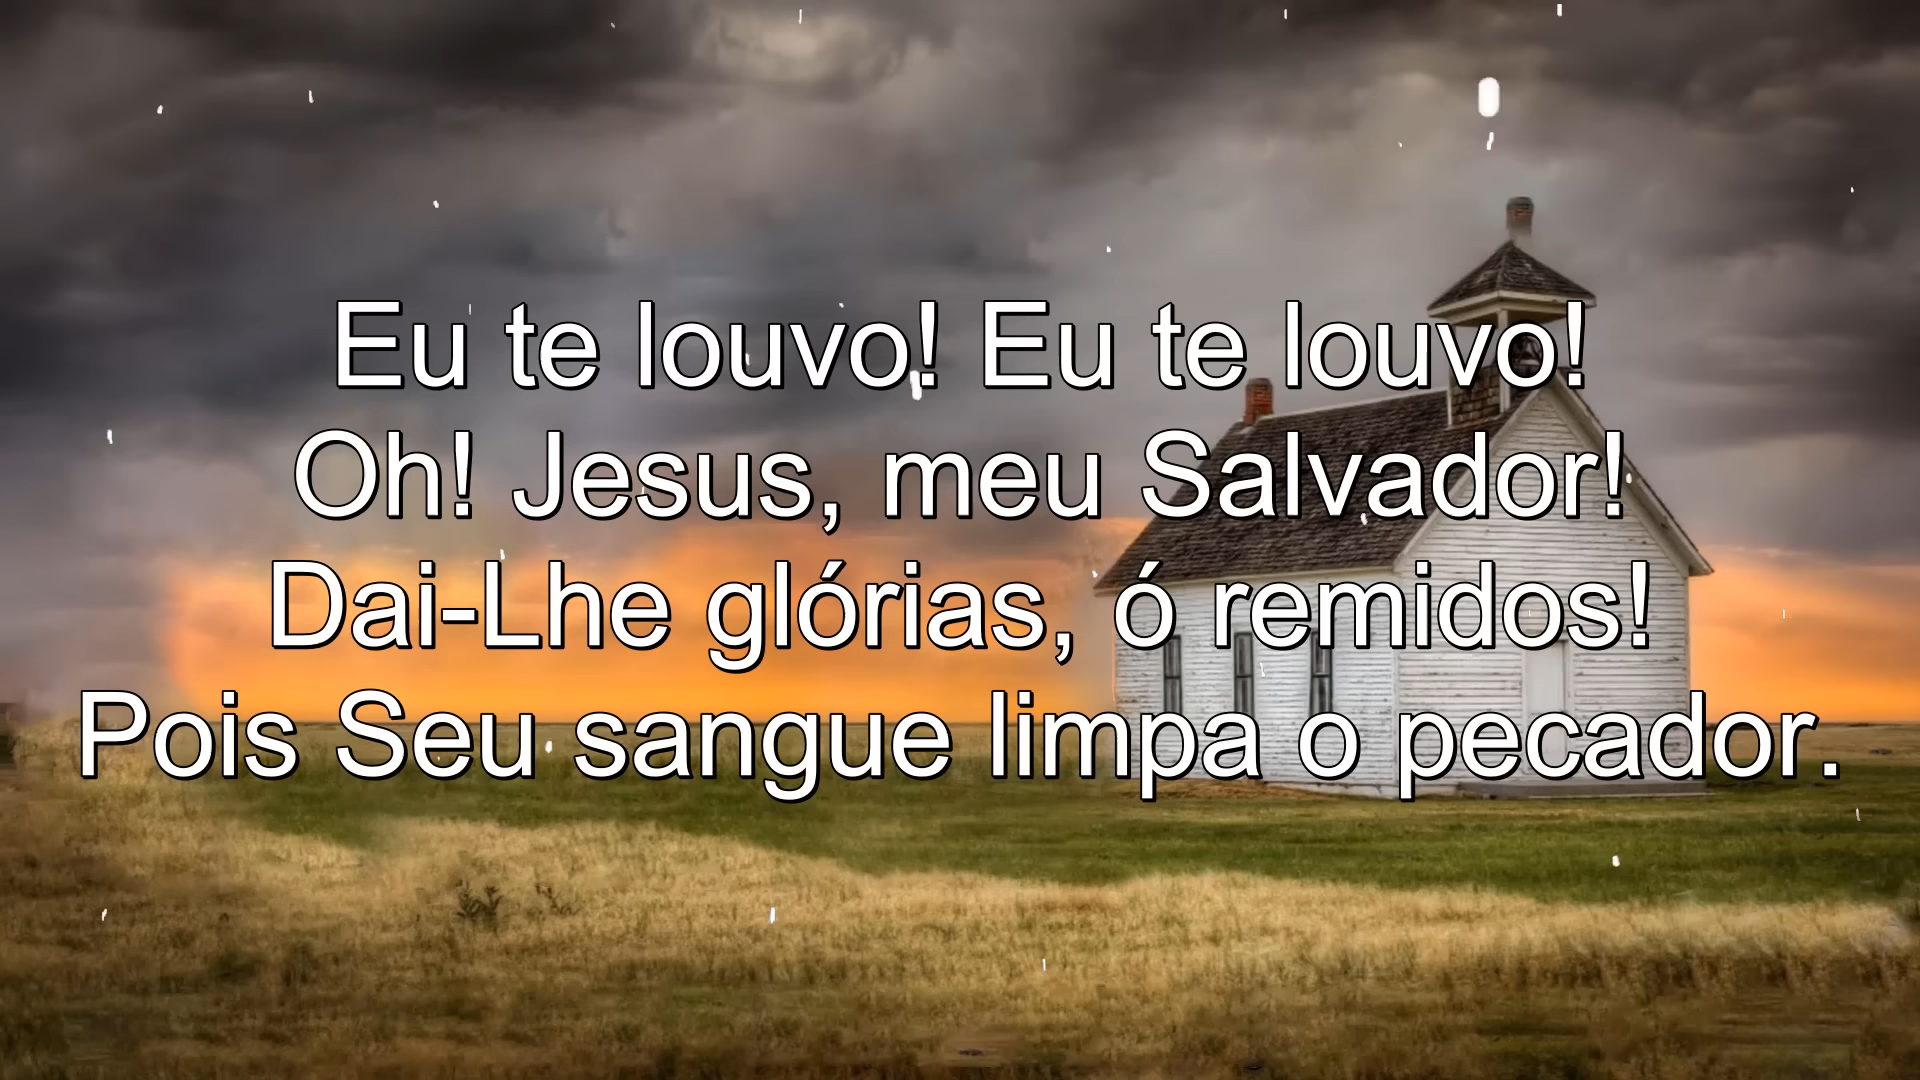 Eu te louvo! Eu te louvo!
Oh! Jesus, meu Salvador!
Dai-Lhe glórias, ó remidos!
Pois Seu sangue limpa o pecador.